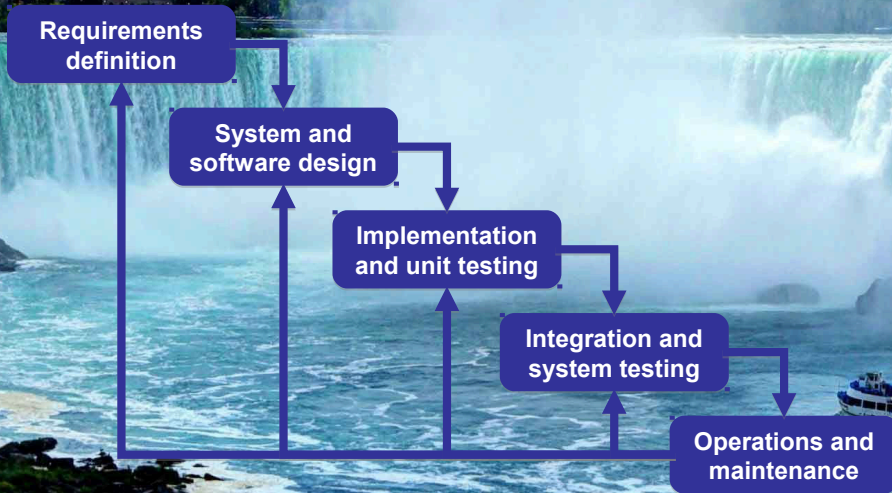 Requirements
definition
System and
software design
Implementation
and unit testing
Integration and
system testing
Operations and
maintenance